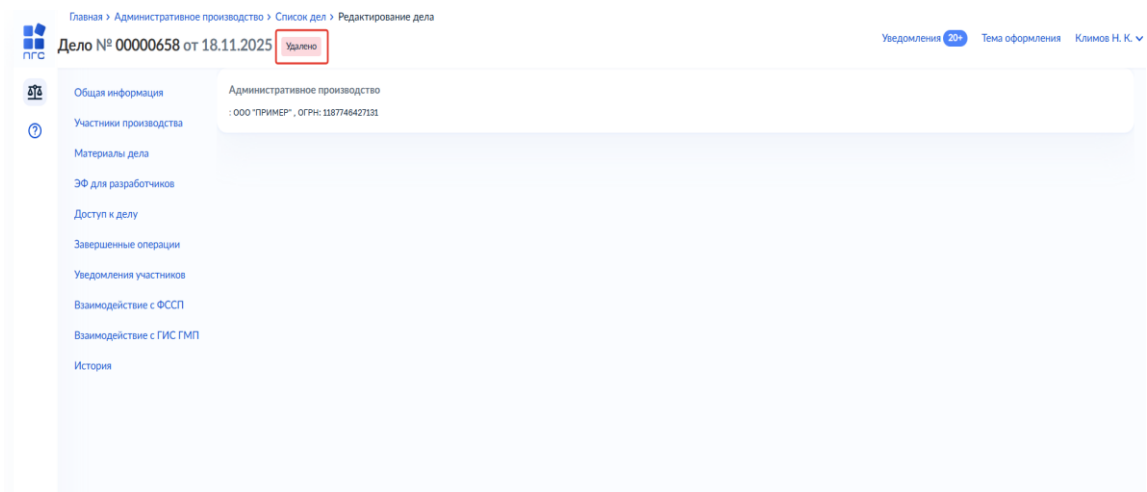 Главная > Административное производство > Список дел > Редактирование дела
ПГС
Дело № 00000658 от 18.11.2025 Удалено
Уведомления 20+ Тема оформления Климов Н. К.
Общая информация
Участники производства
Материалы дела
ЭФ для разработчиков
Доступ к делу
Завершенные операции
Уведомления участников
Взаимодействие с ФССП
Взаимодействие с ГИС ГМП
История
Административное производство
: ООО "ПРИМЕР" , ОГРН: 1187746427131